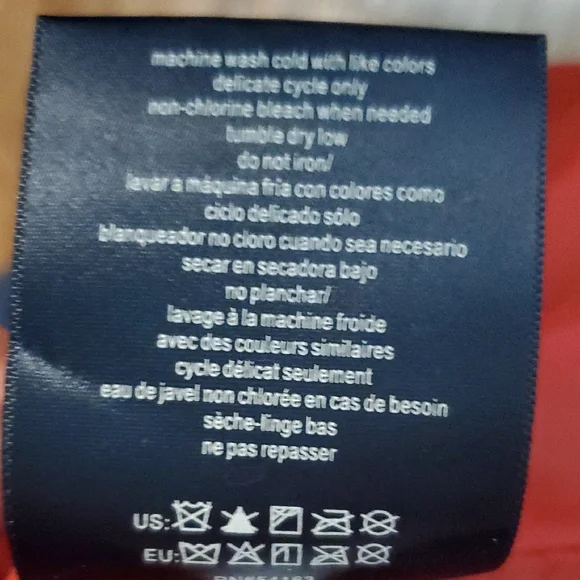 machine wash cold with like colors
delicate cycle only
non-chlorine bleach when needed
tumble dry low
do not iron/
lavar a máquina fria con colores como
ciclo delicado sólo
blanqueador no cloro cuando sea necesario
secar en secadora bajo
no planchar/
lavage à la machine froide
avec des couleurs similaires
cycle délicat seulement
eau de javel non chlorée en cas de besoin
sèche-linge bas
ne pas repasser
US:
EU: